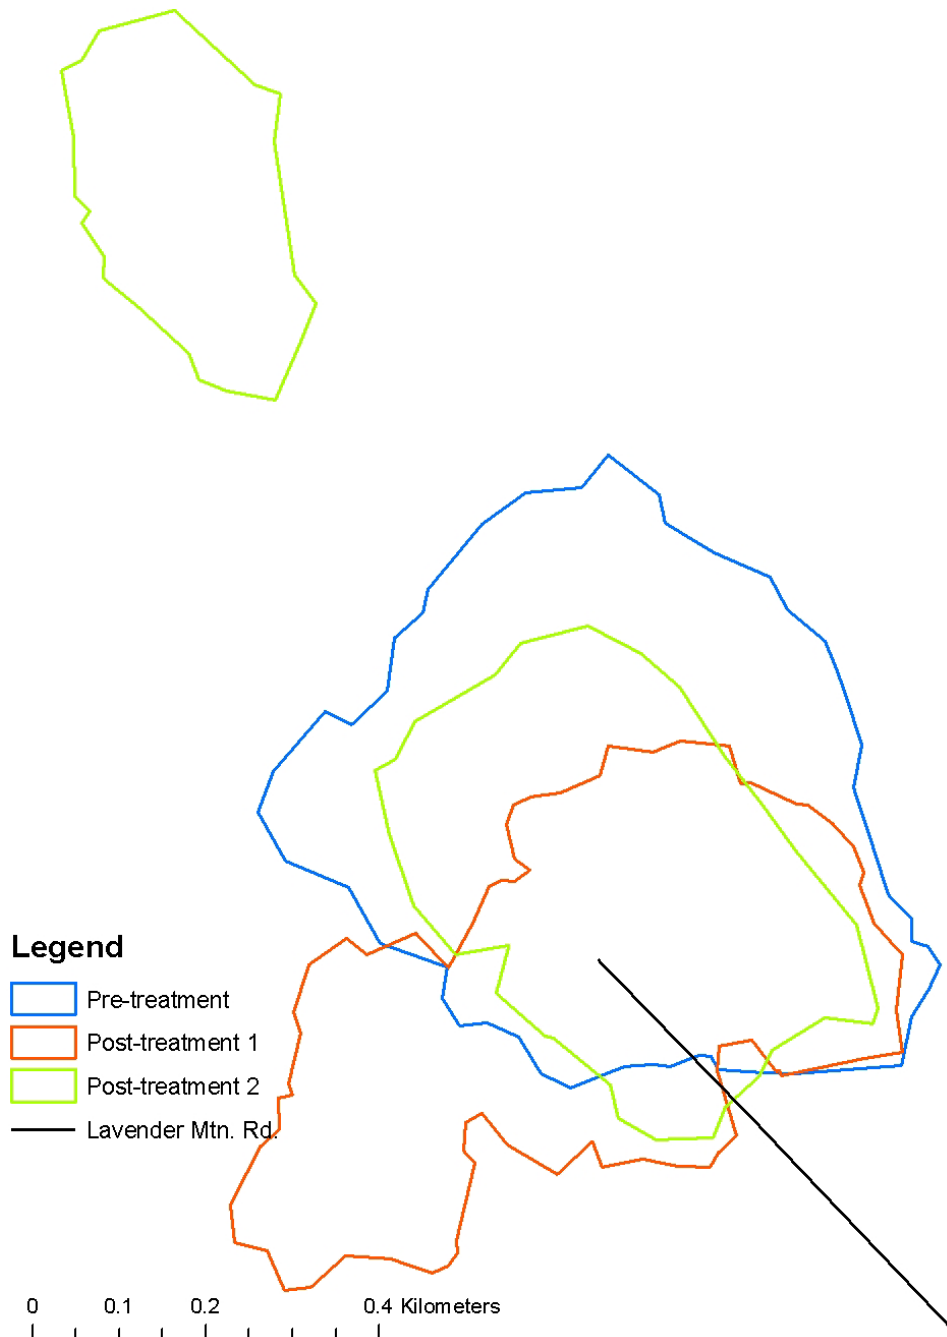 Legend
Pre-treatment
Post-treatment 1
Post-treatment 2
Lavender Mtn. Rd.
0 0.1 0.2 0.4 Kilometers